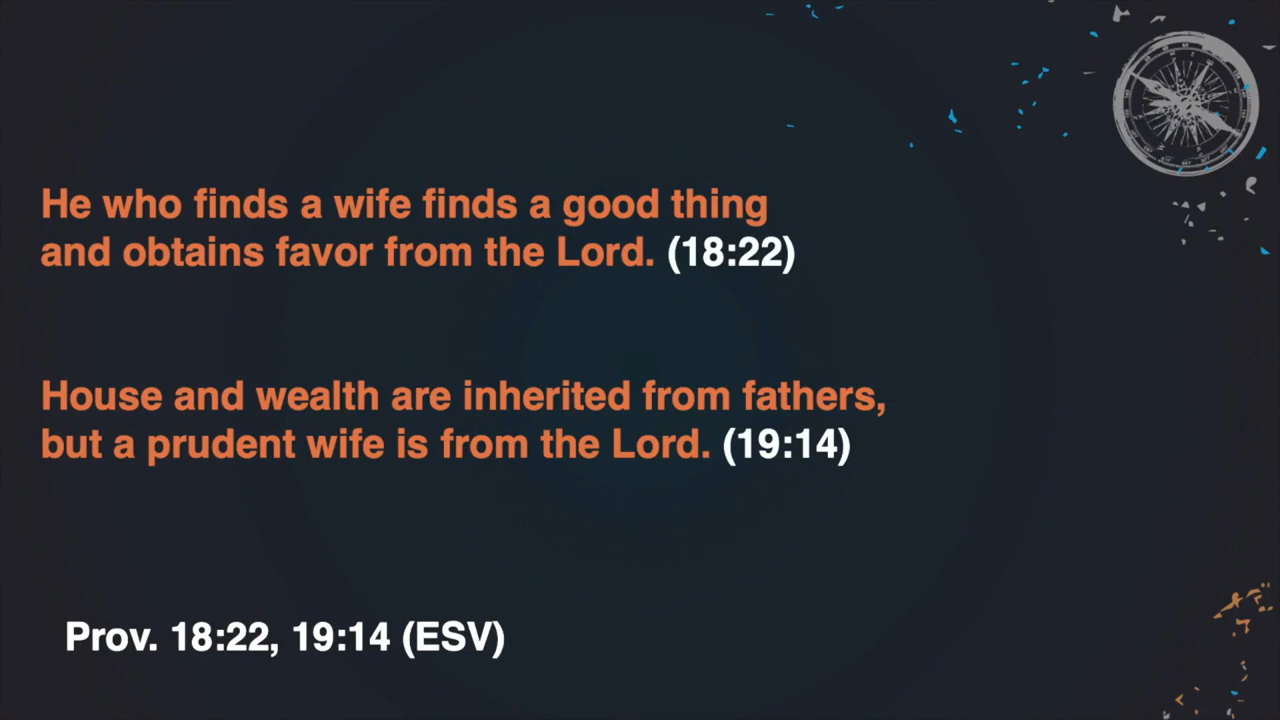 He who finds a wife finds a good thing
and obtains favor from the Lord. (18:22)
House and wealth are inherited from fathers,
but a prudent wife is from the Lord. (19:14)
Prov. 18:22, 19:14 (ESV)